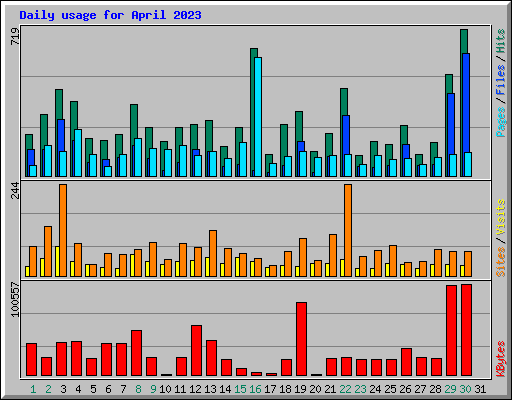 Daily usage for April 2023
719
Pages / Files / Hits
244
Sites / Visits
100557
KBytes
1 2 3 4 5 6 7 8 9 10 11 12 13 14 15 16 17 18 19 20 21 22 23 24 25 26 27 28 29 30 31